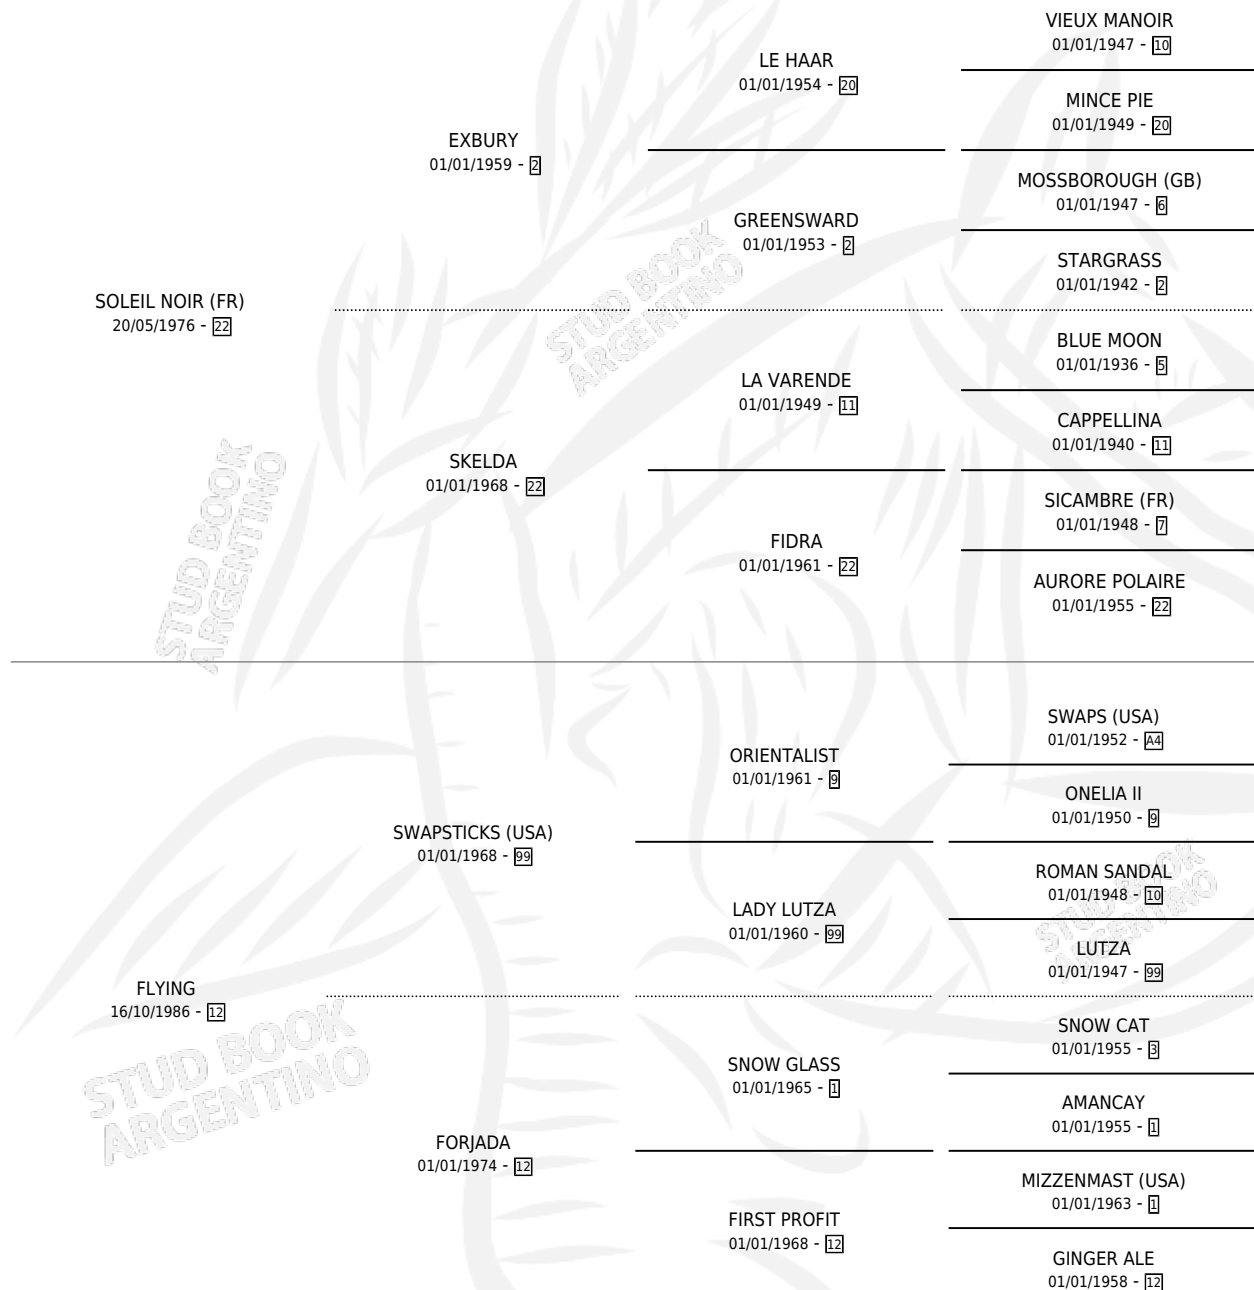 VIEUX MANOIR
01/01/1947 - 10
LE HAAR
01/01/1954 - 20
MINCE PIE
01/01/1949 - 20
EXBURY
01/01/1959 - 2
MOSSBOROUGH (GB)
01/01/1947 - 6
GREENSWARD
01/01/1953 - 2
STARGRASS
01/01/1942 - 2
SOLEIL NOIR (FR)
20/05/1976 - 22
BLUE MOON
01/01/1936 - 5
LA VARENDE
01/01/1949 - 11
CAPPELLINA
01/01/1940 - 11
SKELDA
01/01/1968 - 22
SICAMBRE (FR)
01/01/1948 - 7
FIDRA
01/01/1961 - 22
AURORE POLAIRE
01/01/1955 - 22
SWAPS (USA)
01/01/1952 - A4
ORIENTALIST
01/01/1961 - 9
ONELIA II
01/01/1950 - 9
SWAPSTICKS (USA)
01/01/1968 - 99
ROMAN SANDAL
01/01/1948 - 10
LADY LUTZA
01/01/1960 - 99
LUTZA
01/01/1947 - 99
FLYING
16/10/1986 - 12
SNOW CAT
01/01/1955 - 3
SNOW GLASS
01/01/1965 - 1
AMANCAY
01/01/1955 - 1
FORJADA
01/01/1974 - 12
MIZZENMAST (USA)
01/01/1963 - 1
FIRST PROFIT
01/01/1968 - 12
GINGER ALE
01/01/1958 - 12
STUD BOOK
ARGENTINO
STUD BOOK
ARGENTINO
STUD BOOK
ARGENTINO
STUD BOOK
ARGENTINO